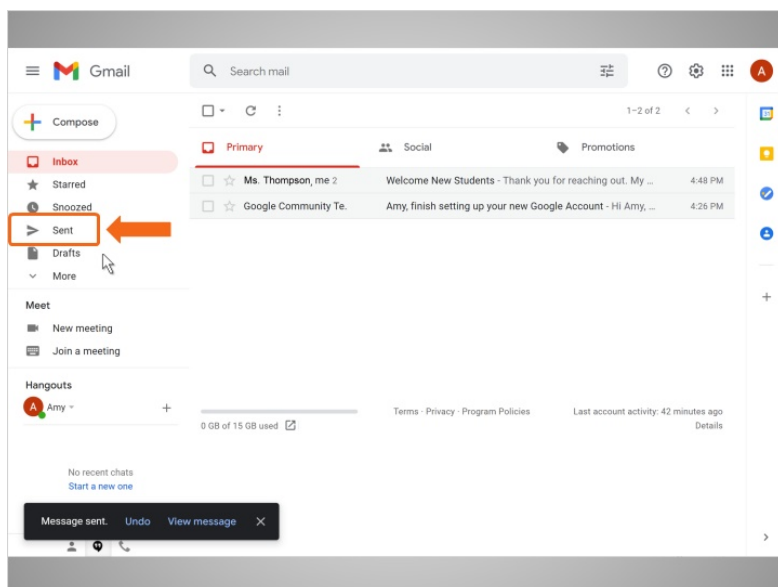 Gmail
Search mail
A
Compose
1–2 of 2
31
Primary
Social
Promotions
Inbox
Starred
Snoozed
Sent
Drafts
More
Ms. Thompson, me 2 Welcome New Students - Thank you for reaching out. My ... 4:48 PM
Google Community Te. Amy, finish setting up your new Google Account - Hi Amy, ... 4:26 PM
Meet
New meeting
Join a meeting
Hangouts
A Amy
No recent chats
Start a new one
0 GB of 15 GB used
Terms · Privacy · Program Policies
Last account activity: 42 minutes ago
Details
Message sent. Undo View message